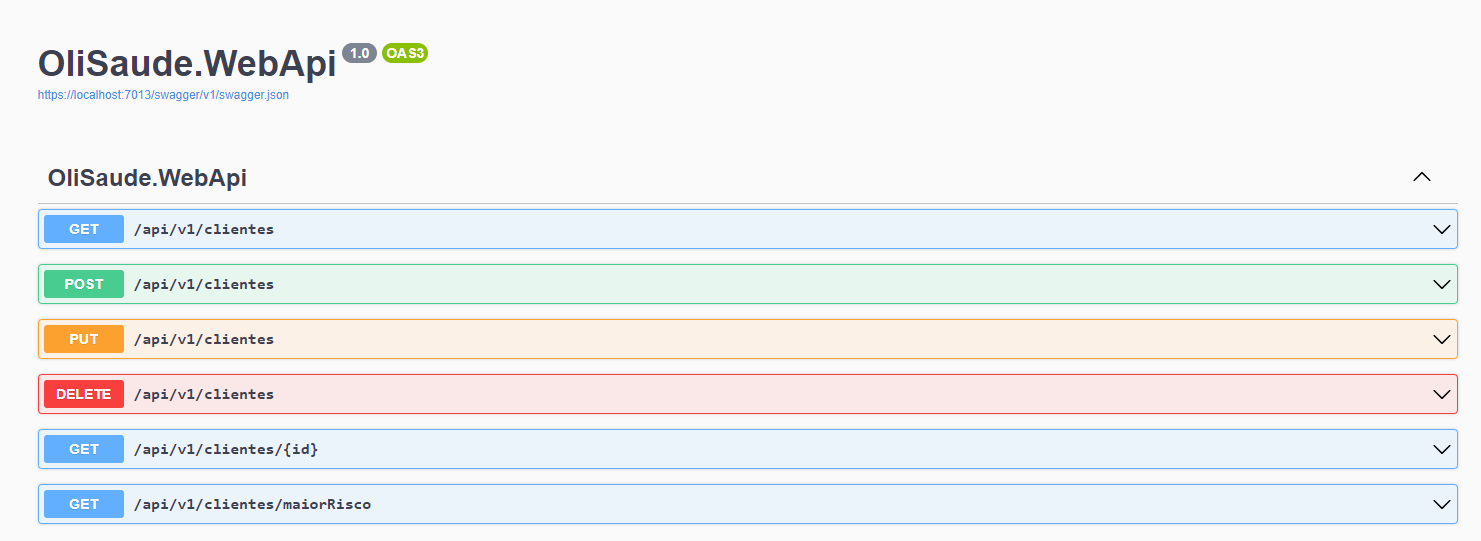 OliSaude.WebApi 1.0 OAS3
https://localhost:7013/swagger/v1/swagger.json
OliSaude.WebApi
GET /api/v1/clientes
POST /api/v1/clientes
PUT /api/v1/clientes
DELETE /api/v1/clientes
GET /api/v1/clientes/{id}
GET /api/v1/clientes/maiorRisco